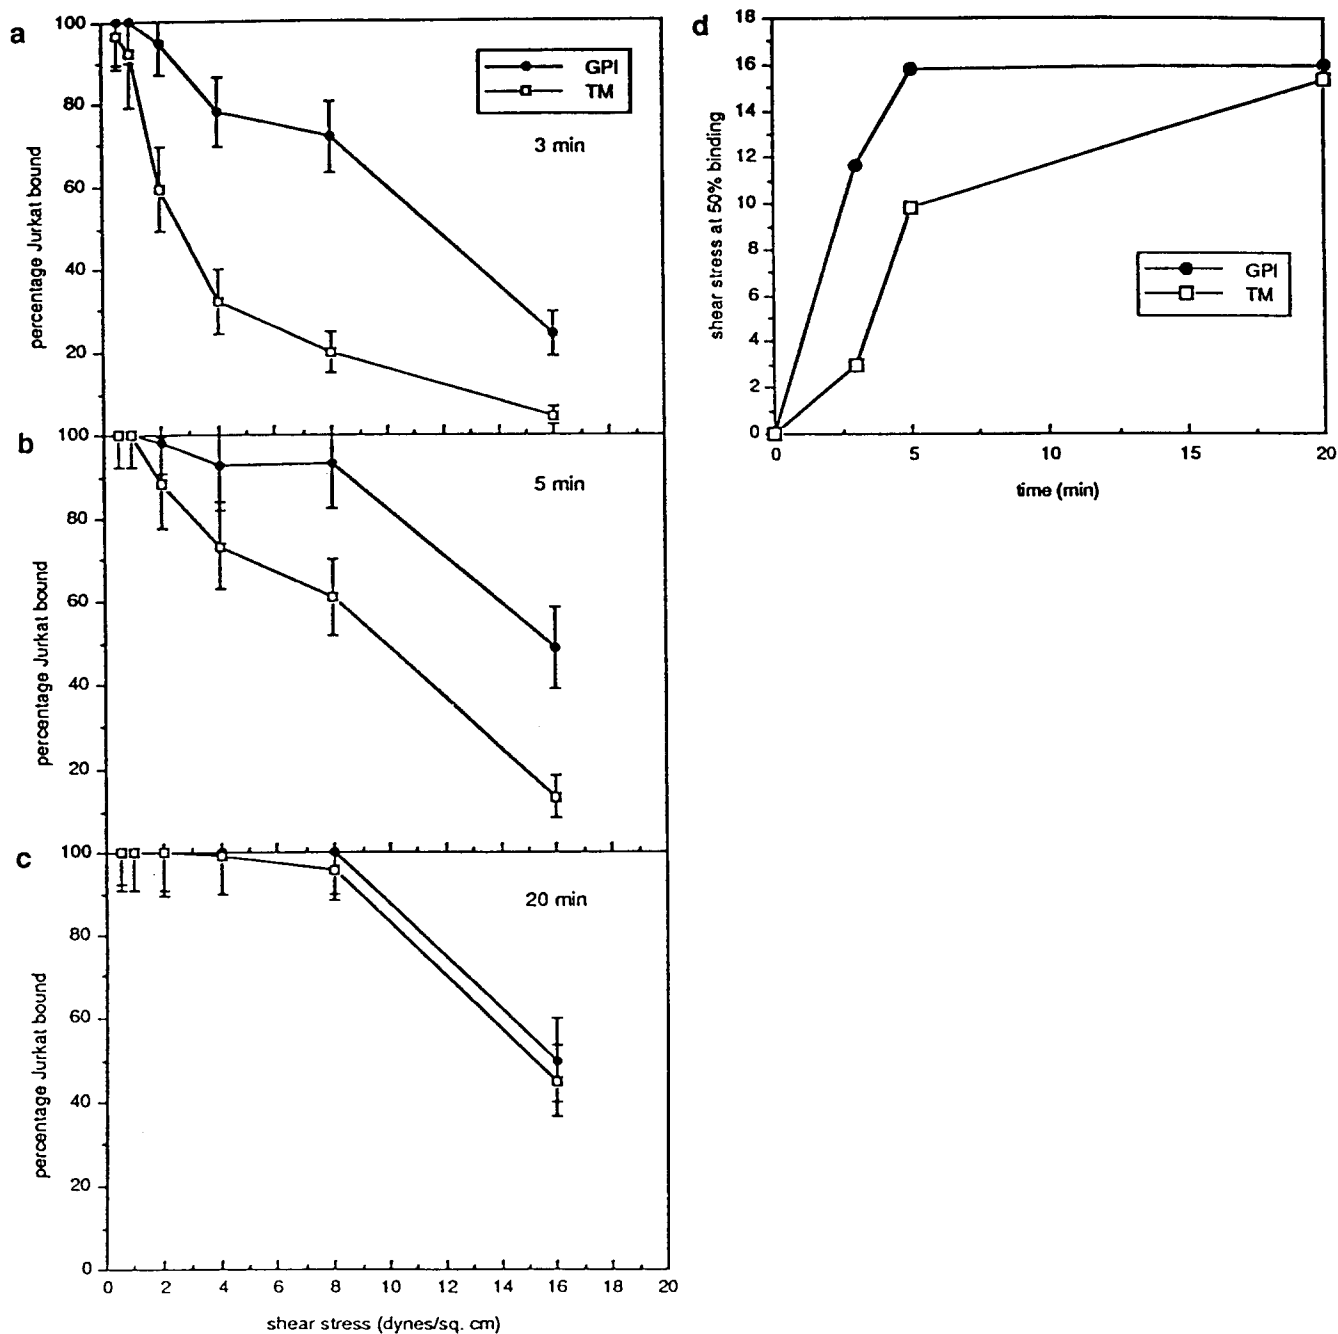 a
100
80
60
40
20
percentage Jurkat bound
GPI
TM
3 min
b
100
80
60
40
20
percentage Jurkat bound
5 min
c
100
80
60
40
20
0
percentage Jurkat bound
20 min
0 2 4 6 8 10 12 14 16 18 20
shear stress (dynes/sq. cm)
d
18
16
14
12
10
8
6
4
2
0
shear stress at 50% binding
GPI
TM
0 5 10 15 20
time (min)